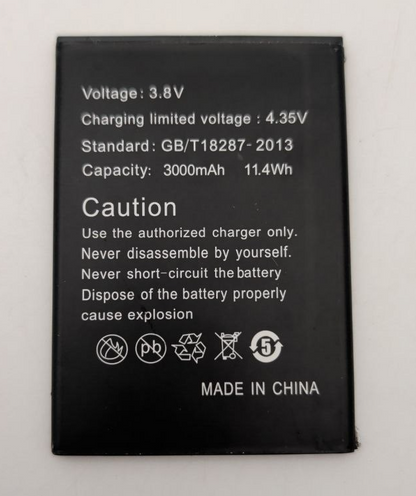 Voltage: 3.8V
Charging limited voltage : 4.35V
Standard: GB/T18287-2013
Capacity: 3000mAh 11.4Wh
Caution
Use the authorized charger only.
Never disassemble by yourself.
Never short-circuit the battery
Dispose of the battery properly
cause explosion
pb 5
MADE IN CHINA